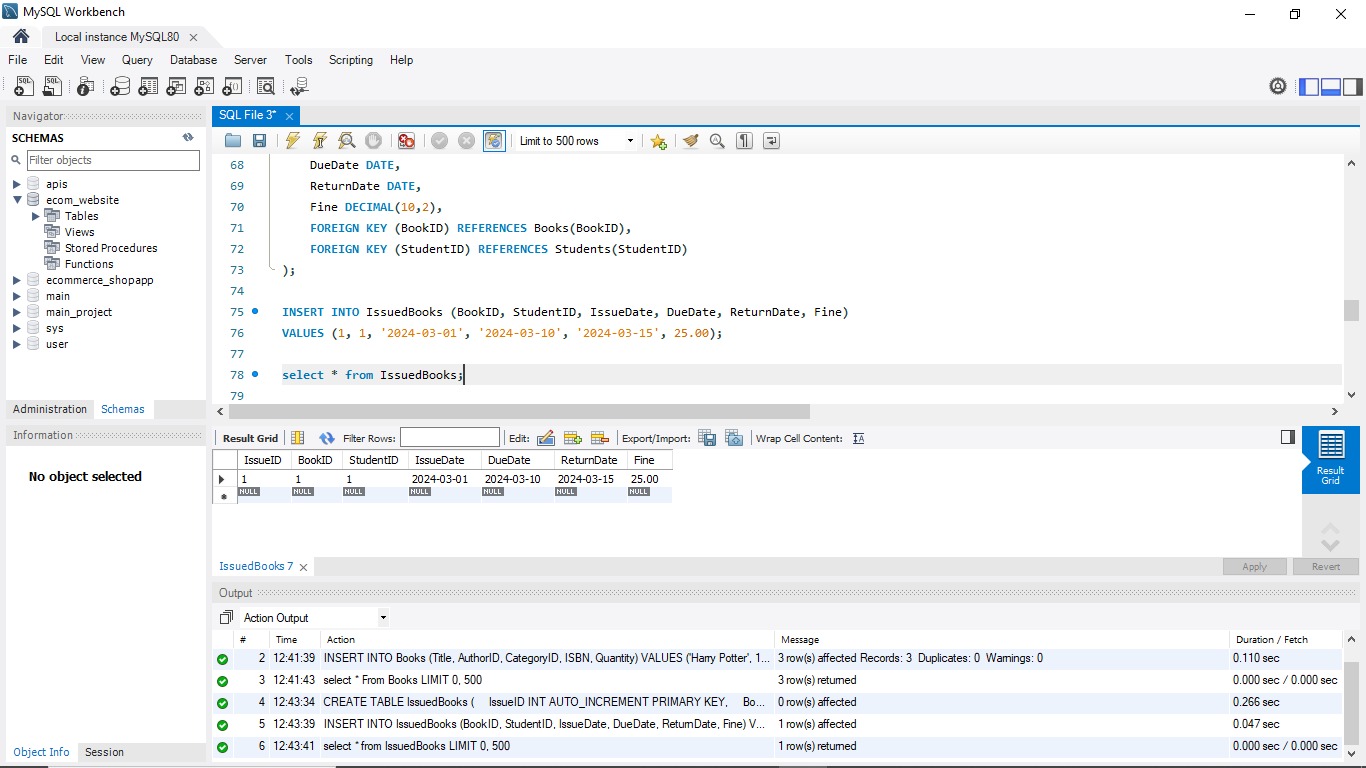 MySQL Workbench
Local instance MySQL80
File Edit View Query Database Server Tools Scripting Help
Navigator
SCHEMAS
Filter objects
apis
ecom_website
Tables
Views
Stored Procedures
Functions
ecommerce_shopapp
main
main_project
sys
user
Administration Schemas
Information
No object selected
Object Info Session
SQL File 3*
Limit to 500 rows
68 DueDate DATE,
69 ReturnDate DATE,
70 Fine DECIMAL(10,2),
71 FOREIGN KEY (BookID) REFERENCES Books(BookID),
72 FOREIGN KEY (StudentID) REFERENCES Students(StudentID)
73 );
74
75 INSERT INTO IssuedBooks (BookID, StudentID, IssueDate, DueDate, ReturnDate, Fine)
76 VALUES (1, 1, '2024-03-01', '2024-03-10', '2024-03-15', 25.00);
77
78 select * from IssuedBooks;
79
Result Grid Filter Rows: Edit: Export/Import: Wrap Cell Content:
IssueID BookID StudentID IssueDate DueDate ReturnDate Fine
1 1 1 2024-03-01 2024-03-10 2024-03-15 25.00
NULL NULL NULL NULL NULL NULL NULL
Result
Grid
IssuedBooks 7
Apply Revert
Output
Action Output
# Time Action Message Duration / Fetch
2 12:41:39 INSERT INTO Books (Title, AuthorID, CategoryID, ISBN, Quantity) VALUES ('Harry Potter', 1... 3 row(s) affected Records: 3 Duplicates: 0 Warnings: 0 0.110 sec
3 12:41:43 select * From Books LIMIT 0, 500 3 row(s) returned 0.000 sec / 0.000 sec
4 12:43:34 CREATE TABLE IssuedBooks ( IssueID INT AUTO_INCREMENT PRIMARY KEY, Bo... 0 row(s) affected 0.266 sec
5 12:43:39 INSERT INTO IssuedBooks (BookID, StudentID, IssueDate, DueDate, ReturnDate, Fine) V... 1 row(s) affected 0.047 sec
6 12:43:41 select * from IssuedBooks LIMIT 0, 500 1 row(s) returned 0.000 sec / 0.000 sec